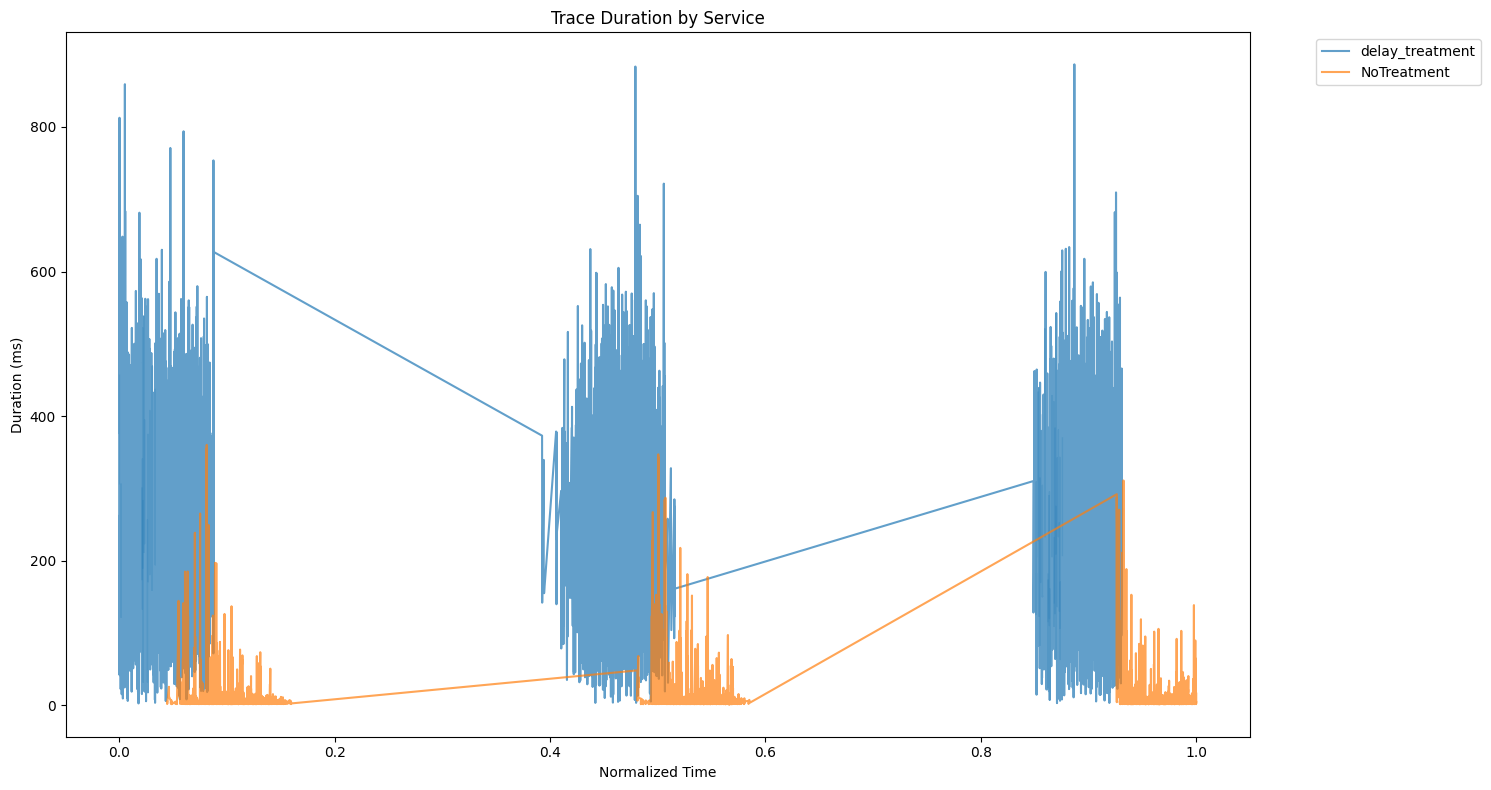 Trace Duration by Service
delay_treatment
NoTreatment
Duration (ms)
800
600
400
200
0
0.0 0.2 0.4 0.6 0.8 1.0
Normalized Time